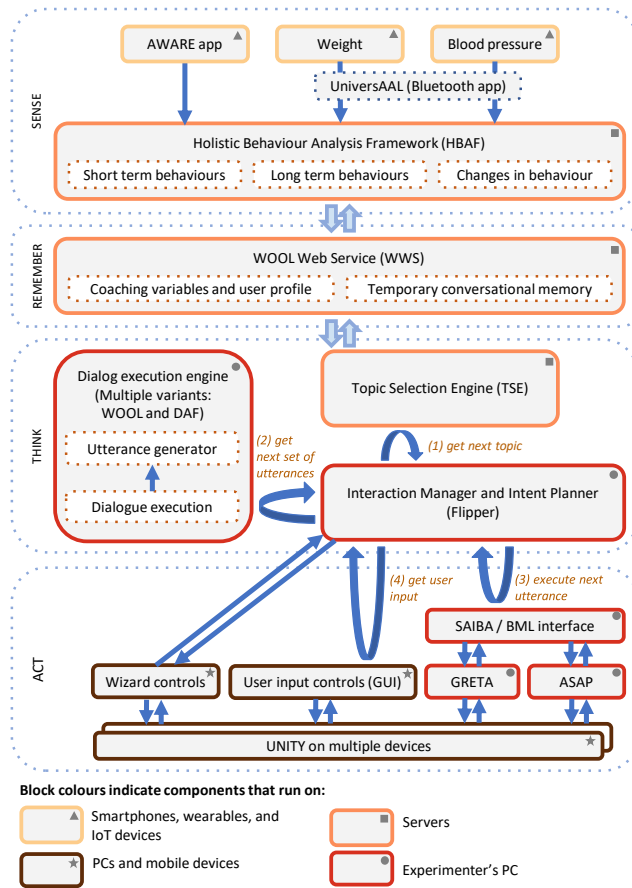 SENSE
AWARE app
Weight
Blood pressure
UniversAAL (Bluetooth app)
Holistic Behaviour Analysis Framework (HBAF)
Short term behaviours
Long term behaviours
Changes in behaviour
REMEMBER
WOOL Web Service (WWS)
Coaching variables and user profile
Temporary conversational memory
THINK
Dialog execution engine
(Multiple variants:
WOOL and DAF)
Utterance generator
Dialogue execution
Topic Selection Engine (TSE)
(2) get
next set of
utterances
(1) get next topic
Interaction Manager and Intent Planner
(Flipper)
ACT
(4) get user
input
(3) execute next
utterance
SAIBA / BML interface
Wizard controls
User input controls (GUI)
GRETA
ASAP
UNITY on multiple devices
Block colours indicate components that run on:
Smartphones, wearables, and
IoT devices
Servers
PCs and mobile devices
Experimenter's PC